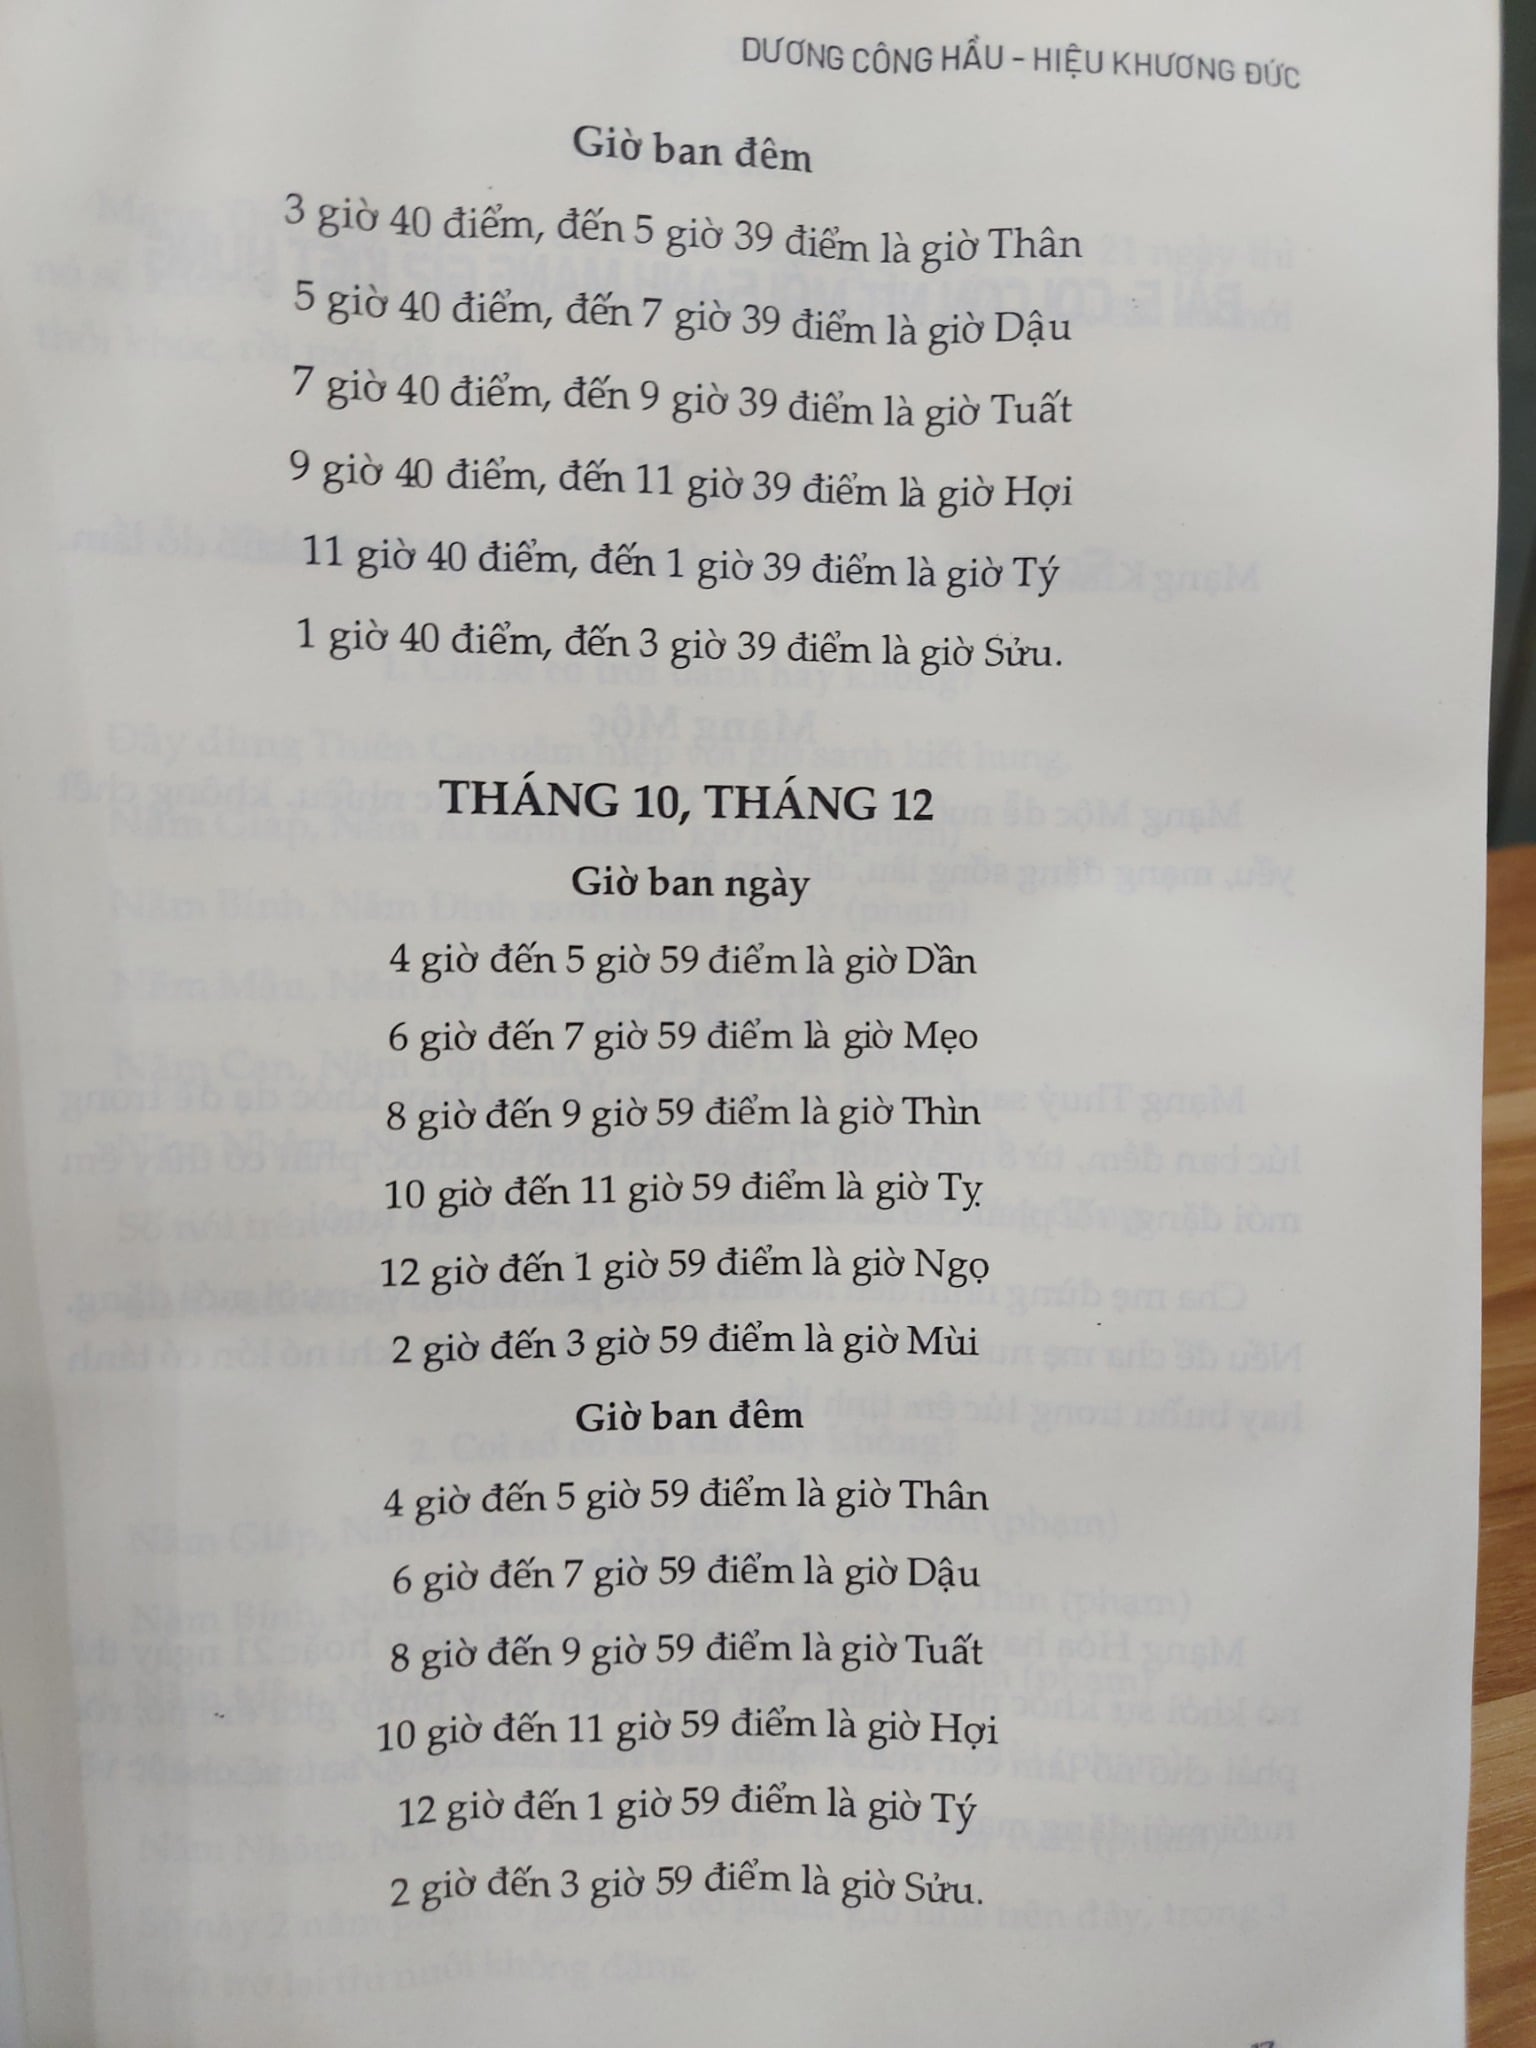 DƯƠNG CÔNG HẦU - HIỆU KHƯƠNG ĐỨC
Giờ ban đêm
3 giờ 40 điểm, đến 5 giờ 39 điểm là giờ Thân
5 giờ 40 điểm, đến 7 giờ 39 điểm là giờ Dậu
7 giờ 40 điểm, đến 9 giờ 39 điểm là giờ Tuất
9 giờ 40 điểm, đến 11 giờ 39 điểm là giờ Hợi
11 giờ 40 điểm, đến 1 giờ 39 điểm là giờ Tý
1 giờ 40 điểm, đến 3 giờ 39 điểm là giờ Sửu.
THÁNG 10, THÁNG 12
Giờ ban ngày
4 giờ đến 5 giờ 59 điểm là giờ Dần
6 giờ đến 7 giờ 59 điểm là giờ Mẹo
8 giờ đến 9 giờ 59 điểm là giờ Thìn
10 giờ đến 11 giờ 59 điểm là giờ Tỵ
12 giờ đến 1 giờ 59 điểm là giờ Ngọ
2 giờ đến 3 giờ 59 điểm là giờ Mùi
Giờ ban đêm
4 giờ đến 5 giờ 59 điểm là giờ Thân
6 giờ đến 7 giờ 59 điểm là giờ Dậu
8 giờ đến 9 giờ 59 điểm là giờ Tuất
10 giờ đến 11 giờ 59 điểm là giờ Hợi
12 giờ đến 1 giờ 59 điểm là giờ Tý
2 giờ đến 3 giờ 59 điểm là giờ Sửu.